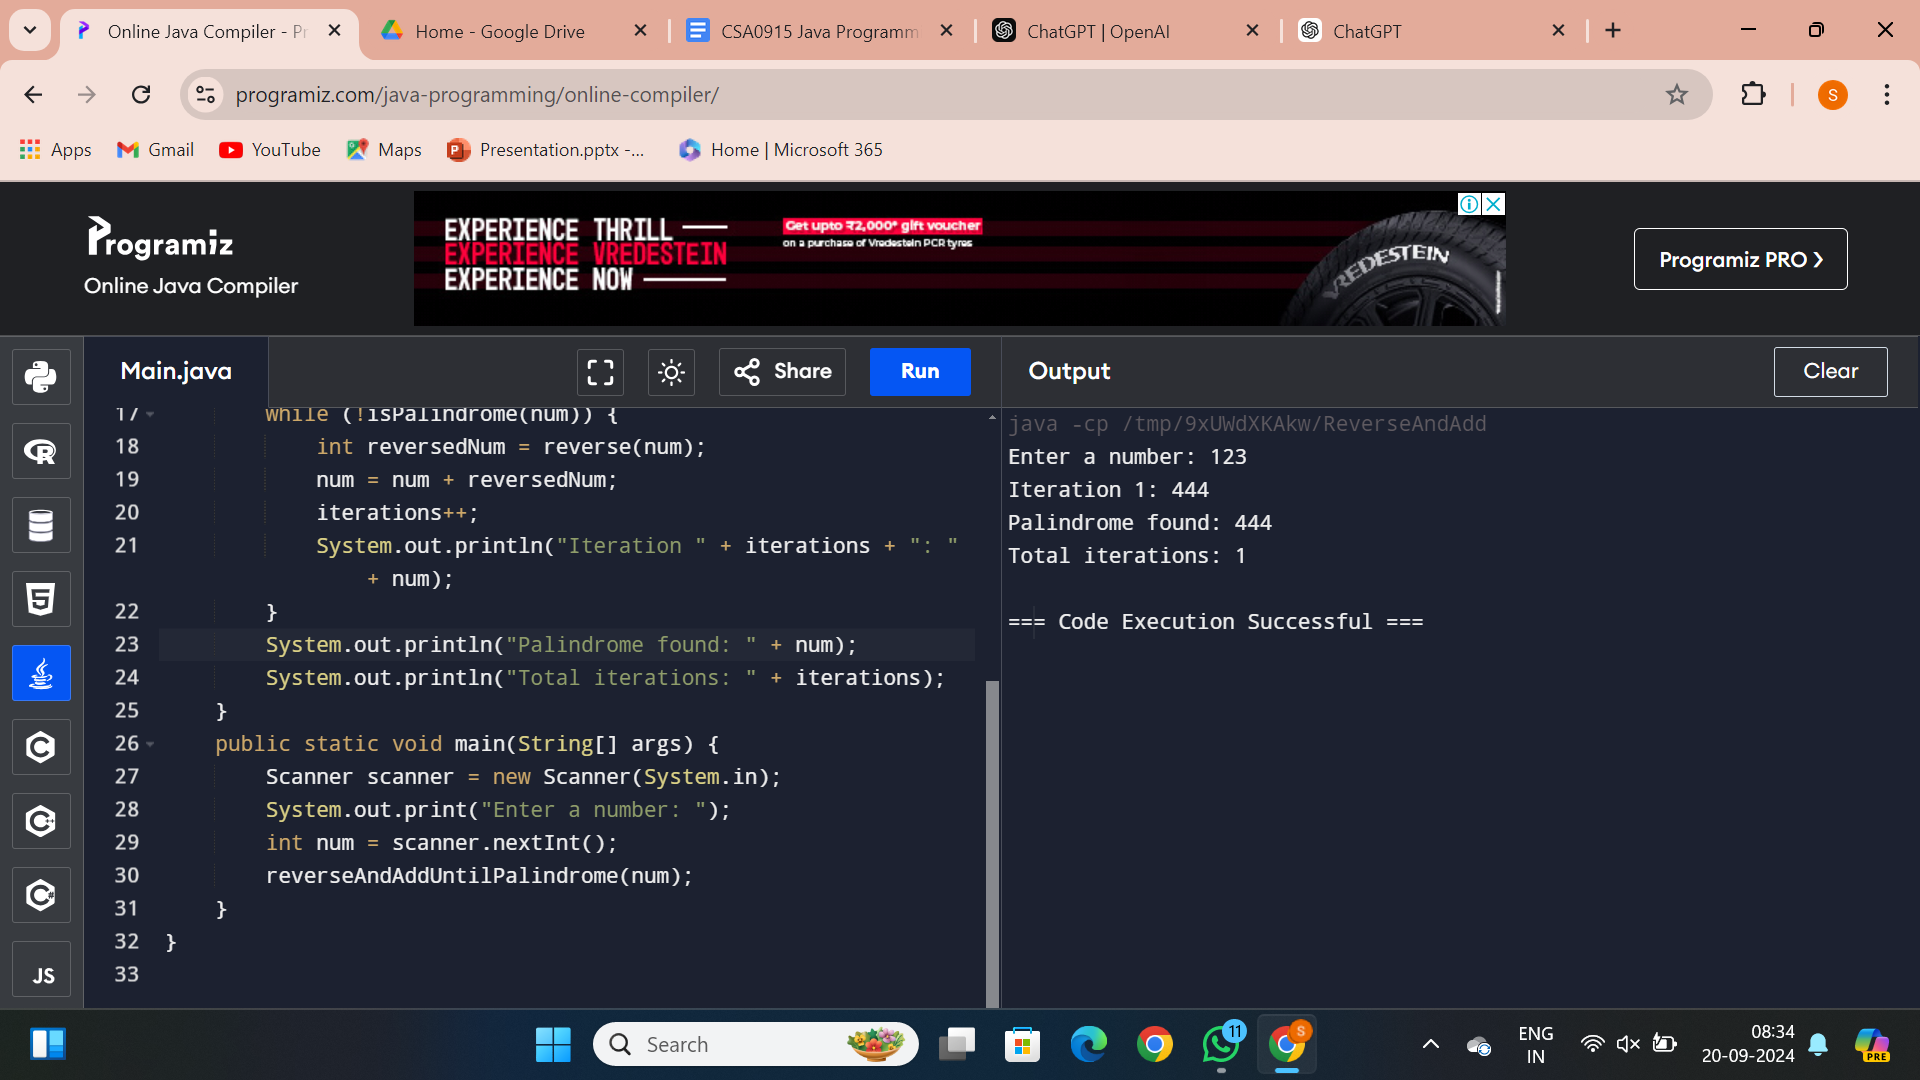 Online Java Compiler - Pr
Home - Google Drive
CSA0915 Java Programm
ChatGPT | OpenAI
ChatGPT
programiz.com/java-programming/online-compiler/
S
Apps
Gmail
YouTube
Maps
Presentation.pptx -...
Home | Microsoft 365
Programiz
Online Java Compiler
EXPERIENCE THRILL
EXPERIENCE VREDESTEIN
EXPERIENCE NOW
Get upto ₹2,000* gift voucher
on a purchase of Vredestein PCR tyres
VREDESTEIN
Programiz PRO ❯
Main.java
Share
Run
Output
Clear
17 while (!isPalindrome(num)) {
18 int reversedNum = reverse(num);
19 num = num + reversedNum;
20 iterations++;
21 System.out.println("Iteration " + iterations + ": "
+ num);
22 }
23 System.out.println("Palindrome found: " + num);
24 System.out.println("Total iterations: " + iterations);
25 }
26 public static void main(String[] args) {
27 Scanner scanner = new Scanner(System.in);
28 System.out.print("Enter a number: ");
29 int num = scanner.nextInt();
30 reverseAndAddUntilPalindrome(num);
31 }
32 }
33
java -cp /tmp/9xUWdXKAkw/ReverseAndAdd
Enter a number: 123
Iteration 1: 444
Palindrome found: 444
Total iterations: 1
=== Code Execution Successful ===
R
5
C
C++
C#
JS
Search
11
S
ENG
IN
08:34
20-09-2024
PRE